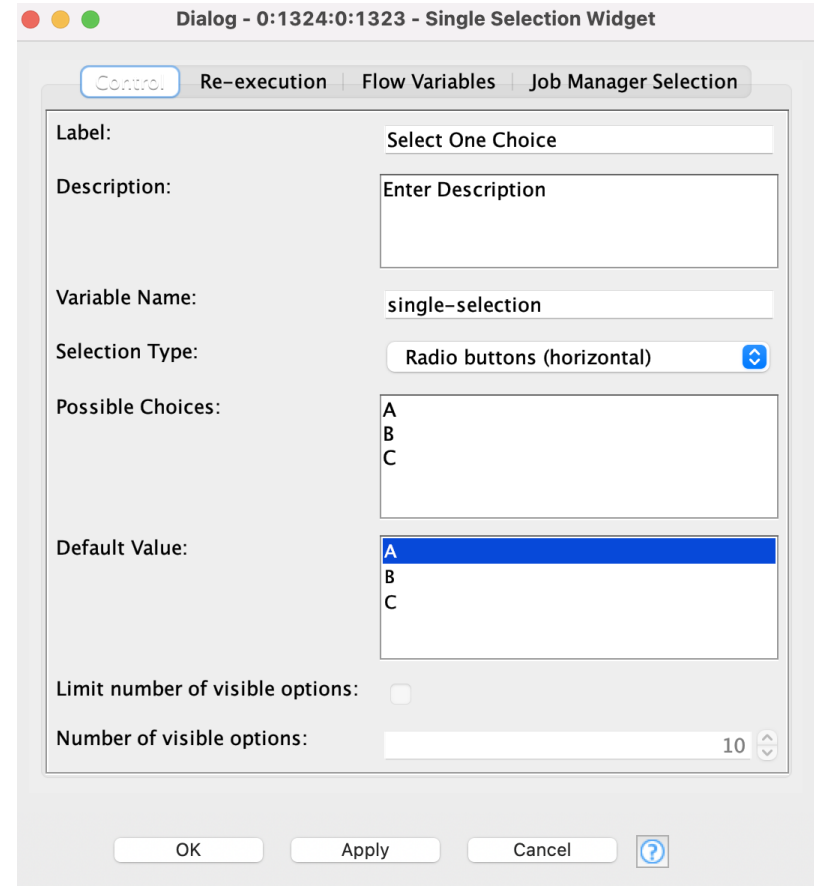 Dialog - 0:1324:0:1323 - Single Selection Widget
Control Re-execution Flow Variables Job Manager Selection
Label: Select One Choice
Description: Enter Description
Variable Name: single-selection
Selection Type: Radio buttons (horizontal)
Possible Choices: A
B
C
Default Value: A
B
C
Limit number of visible options:
Number of visible options: 10
OK Apply Cancel ?